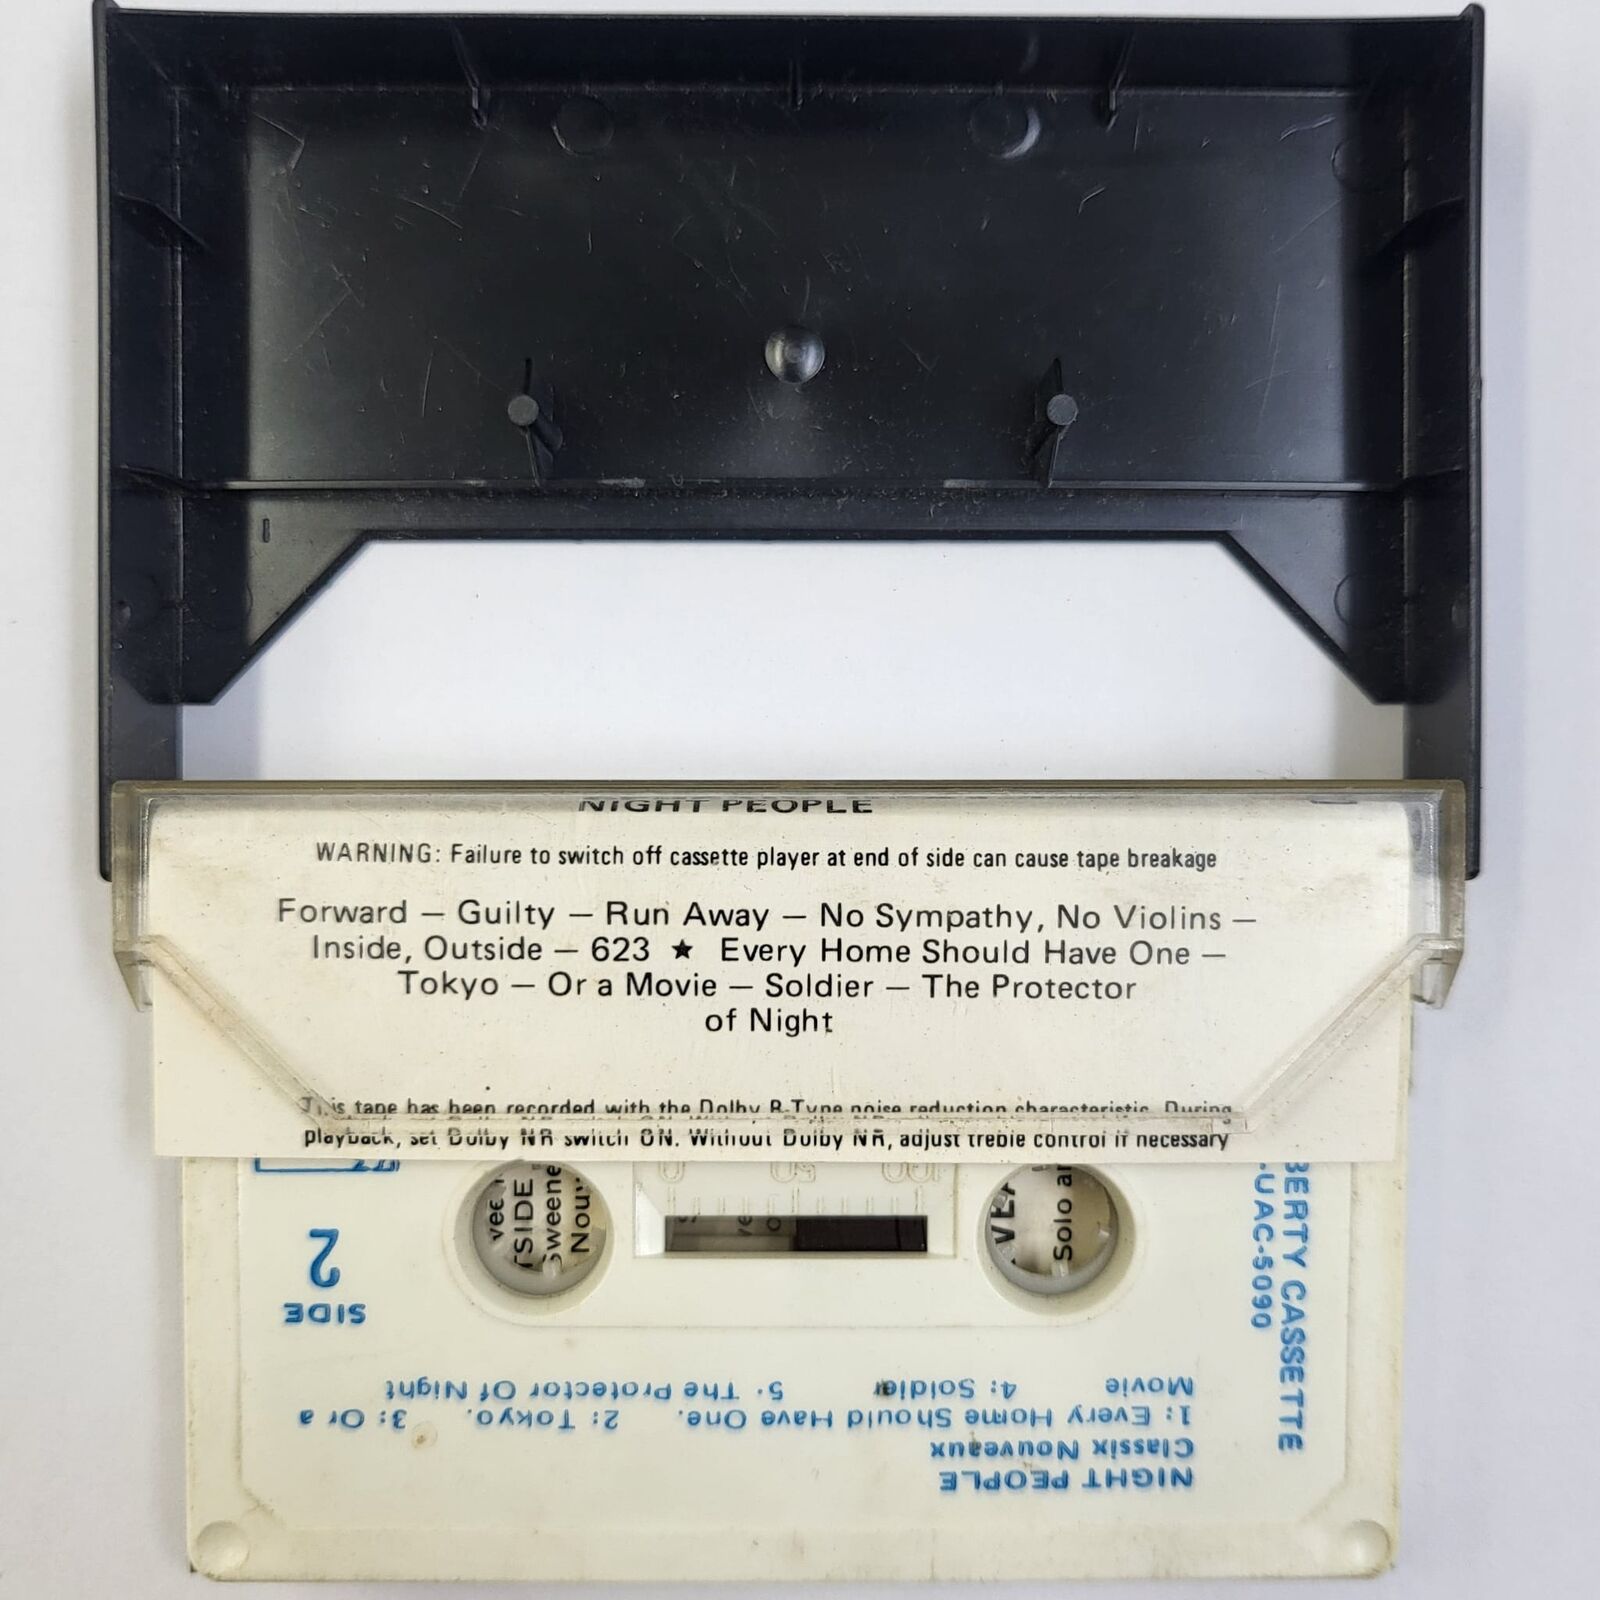 NIGHT PEOPLE
WARNING: Failure to switch off cassette player at end of side can cause tape breakage
Forward — Guilty — Run Away — No Sympathy, No Violins —
Inside, Outside — 623 ★ Every Home Should Have One —
Tokyo — Or a Movie — Soldier — The Protector
of Night
This tape has been recorded with the Dolby B-Type noise reduction characteristic. During
playback, set Dolby NR switch ON. Without Dolby NR, adjust treble control if necessary
NIGHT PEOPLE
Classix Nouveaux
1: Every Home Should Have One. 2: Tokyo. 3: Or a
Movie 4: Soldier 5· The Protector Of Night
SIDE
2
BERTY CASSETTE
UAC-5090
TSIDE
Solo